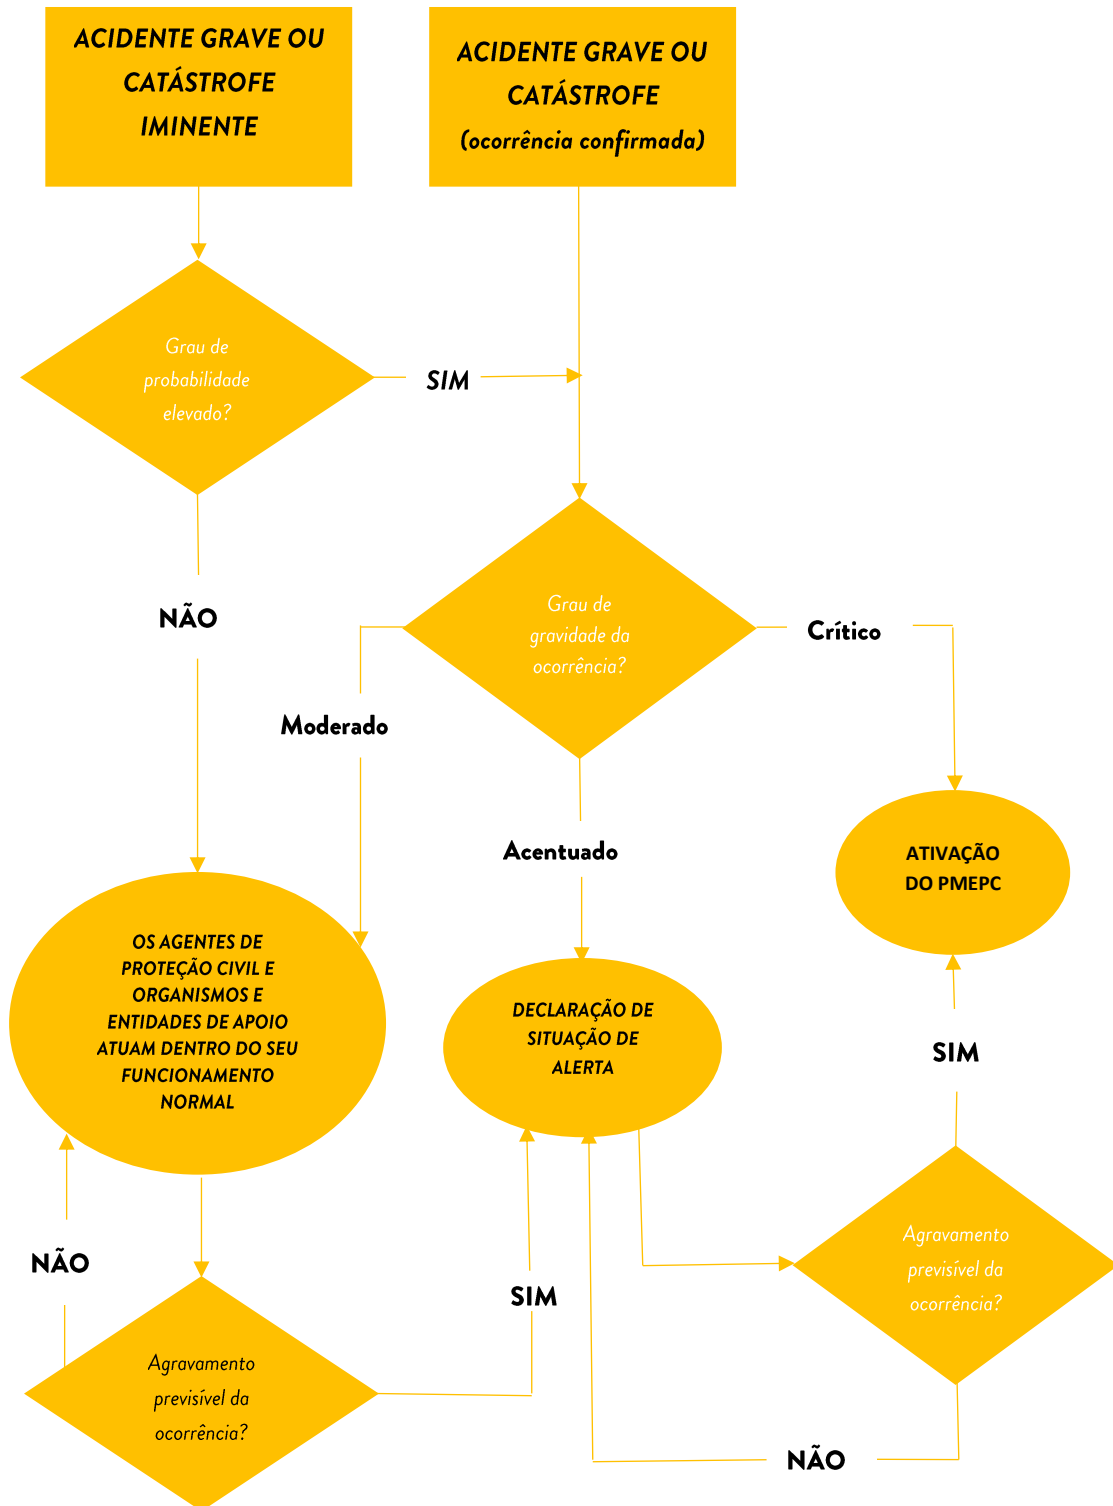 ACIDENTE GRAVE OU
CATÁSTROFE
IMINENTE
ACIDENTE GRAVE OU
CATÁSTROFE
(ocorrência confirmada)
Grau de
probabilidade
elevado?
SIM
NÃO
Grau de
gravidade da
ocorrência?
Crítico
Moderado
Acentuado
ATIVAÇÃO
DO PMEPC
OS AGENTES DE
PROTEÇÃO CIVIL E
ORGANISMOS E
ENTIDADES DE APOIO
ATUAM DENTRO DO SEU
FUNCIONAMENTO
NORMAL
DECLARAÇÃO DE
SITUAÇÃO DE
ALERTA
SIM
NÃO
SIM
Agravamento
previsível da
ocorrência?
Agravamento
previsível da
ocorrência?
NÃO